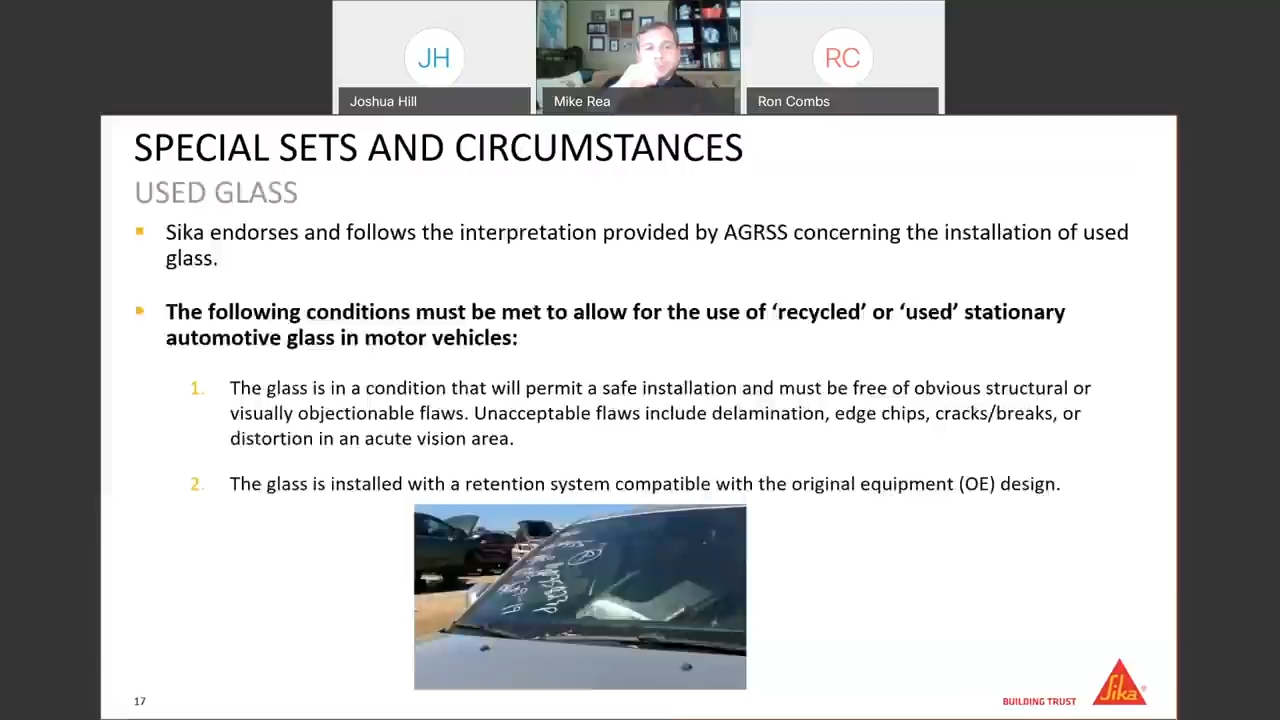 JH
RC
Joshua Hill
Mike Rea
Ron Combs
SPECIAL SETS AND CIRCUMSTANCES
USED GLASS
Sika endorses and follows the interpretation provided by AGRSS concerning the installation of used
glass.
The following conditions must be met to allow for the use of ‘recycled’ or ‘used’ stationary
automotive glass in motor vehicles:
1. The glass is in a condition that will permit a safe installation and must be free of obvious structural or
visually objectionable flaws. Unacceptable flaws include delamination, edge chips, cracks/breaks, or
distortion in an acute vision area.
2. The glass is installed with a retention system compatible with the original equipment (OE) design.
17
BUILDING TRUST
Sika